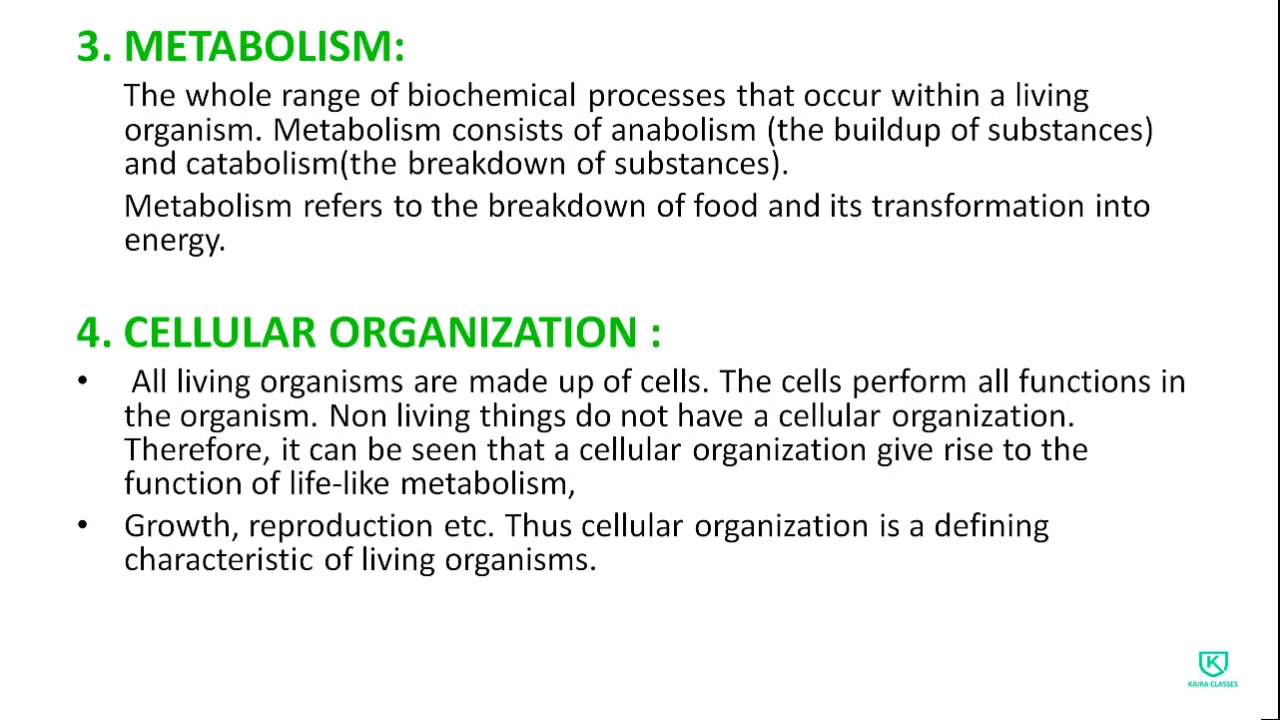 3. METABOLISM:
The whole range of biochemical processes that occur within a living
organism. Metabolism consists of anabolism (the buildup of substances)
and catabolism(the breakdown of substances).
Metabolism refers to the breakdown of food and its transformation into
energy.
4. CELLULAR ORGANIZATION :
• All living organisms are made up of cells. The cells perform all functions in
the organism. Non living things do not have a cellular organization.
Therefore, it can be seen that a cellular organization give rise to the
function of life-like metabolism,
• Growth, reproduction etc. Thus cellular organization is a defining
characteristic of living organisms.
K
KAIRA CLASSES